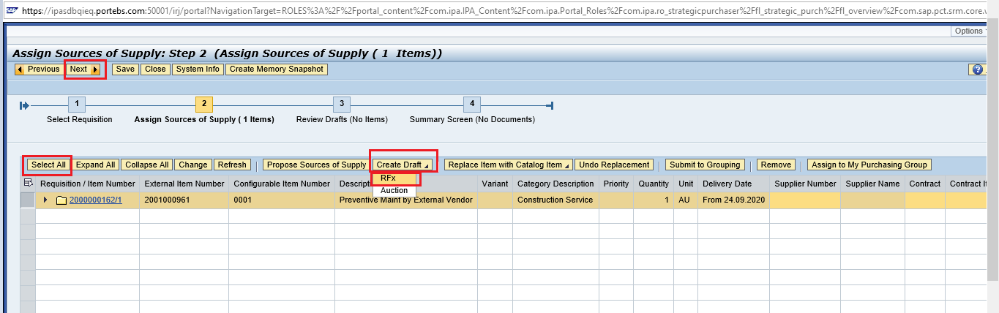 SAP https://ipasdbqieq.portebs.com:50001/irj/portal?NavigationTarget=ROLES%3A%2F%2Fportal_content%2Fcom.ipa.IPA_Content%2Fcom.ipa.Portal_Roles%2Fcom.ipa.ro_strategicpurchaser%2Ffl_strategic_purch%2Ffl_overview%2Fcom.sap.pct.srm.core.
Options
Assign Sources of Supply: Step 2 (Assign Sources of Supply ( 1 Items))
Previous Next Save Close System Info Create Memory Snapshot ?
1 2 3 4
Select Requisition Assign Sources of Supply ( 1 Items) Review Drafts (No Items) Summary Screen (No Documents)
Select All Expand All Collapse All Change Refresh Propose Sources of Supply Create Draft Replace Item with Catalog Item Undo Replacement Submit to Grouping Remove Assign to My Purchasing Group
RFx
Auction
Requisition / Item Number External Item Number Configurable Item Number Descript Variant Category Description Priority Quantity Unit Delivery Date Supplier Number Supplier Name Contract Contract It
2000000162/1 2001000961 0001 Preventive Maint by External Vendor Construction Service 1 AU From 24.09.2020